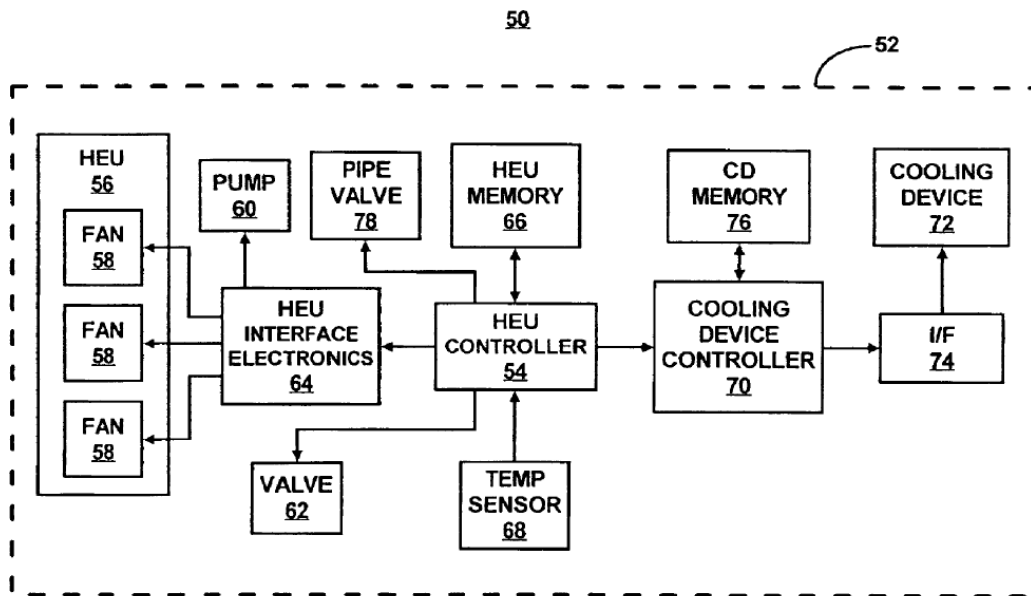 50
52
HEU
56
FAN
58
FAN
58
FAN
58
PUMP
60
PIPE
VALVE
78
HEU
MEMORY
66
CD
MEMORY
76
COOLING
DEVICE
72
HEU
INTERFACE
ELECTRONICS
64
HEU
CONTROLLER
54
COOLING
DEVICE
CONTROLLER
70
I/F
74
VALVE
62
TEMP
SENSOR
68